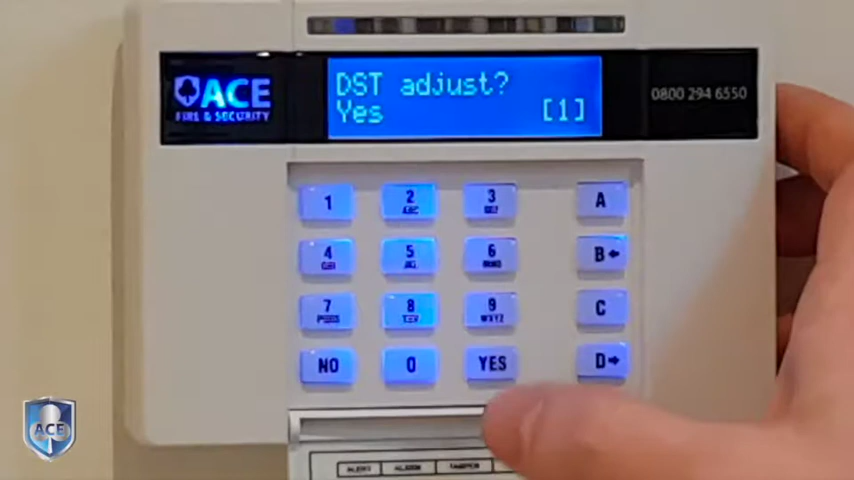 ACE
FIRE & SECURITY
DST adjust?
Yes [1]
0800 294 6550
1
2
ABC
3
DEF
A
4
GHI
5
JKL
6
MNO
B
7
PQRS
8
TUV
9
WXYZ
C
NO
0
YES
D
ALERT
ALARM
TAMPER
ACE